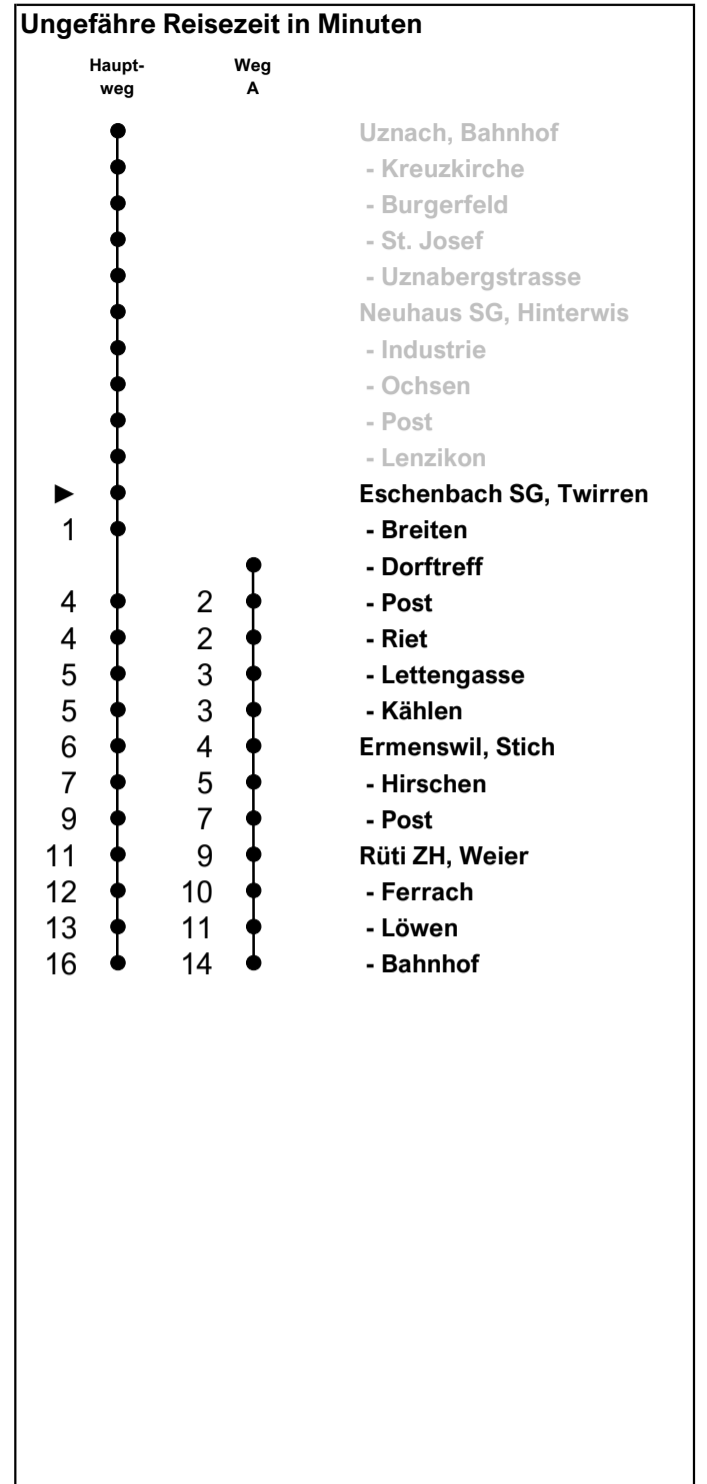 Ungefähre Reisezeit in Minuten
Haupt- Weg
weg A
Uznach, Bahnhof
- Kreuzkirche
- Burgerfeld
- St. Josef
- Uznabergstrasse
Neuhaus SG, Hinterwis
- Industrie
- Ochsen
- Post
- Lenzikon
► Eschenbach SG, Twirren
1 - Breiten
- Dorftreff
4 2 - Post
4 2 - Riet
5 3 - Lettengasse
5 3 - Kählen
6 4 Ermenswil, Stich
7 5 - Hirschen
9 7 - Post
11 9 Rüti ZH, Weier
12 10 - Ferrach
13 11 - Löwen
16 14 - Bahnhof